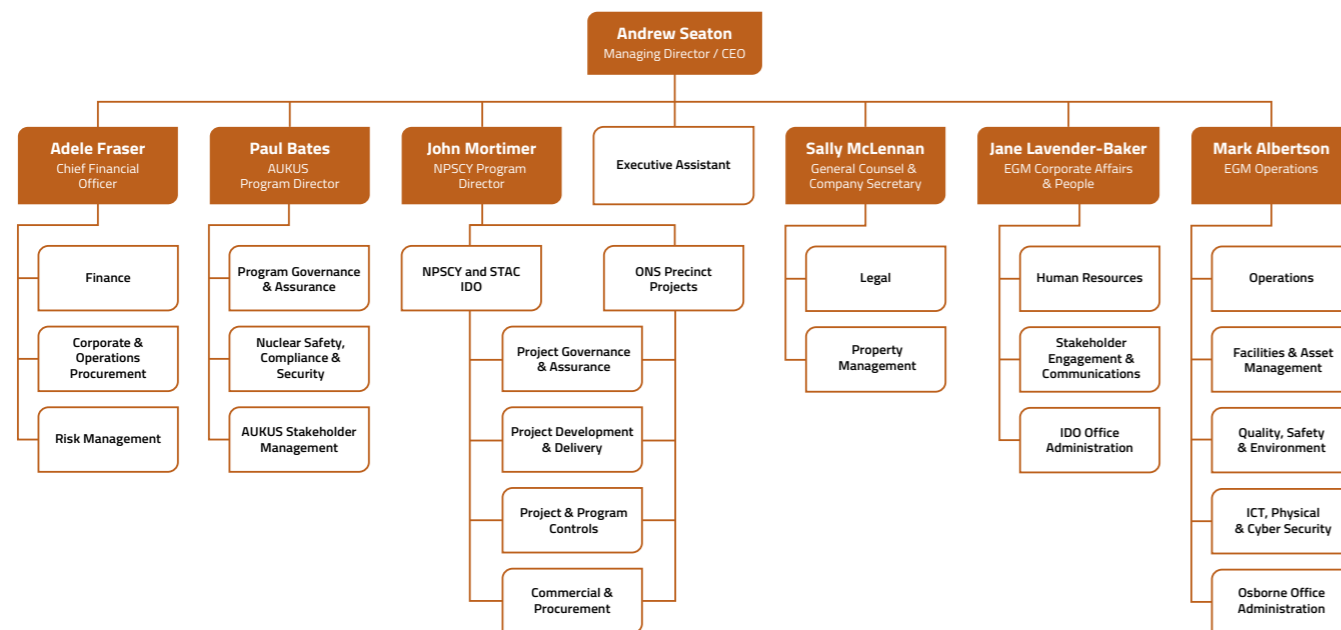 Andrew Seaton
Managing Director / CEO
Adele Fraser
Chief Financial
Officer
Paul Bates
AUKUS
Program Director
John Mortimer
NPSCY Program
Director
Executive Assistant
Sally McLennan
General Counsel &
Company Secretary
Jane Lavender-Baker
EGM Corporate Affairs
& People
Mark Albertson
EGM Operations
Finance
Corporate &
Operations
Procurement
Risk Management
Program Governance
& Assurance
Nuclear Safety,
Compliance &
Security
AUKUS Stakeholder
Management
NPSCY and STAC
IDO
ONS Precinct
Projects
Project Governance
& Assurance
Project Development
& Delivery
Project & Program
Controls
Commercial &
Procurement
Legal
Property
Management
Human Resources
Stakeholder
Engagement &
Communications
IDO Office
Administration
Operations
Facilities & Asset
Management
Quality, Safety
& Environment
ICT, Physical
& Cyber Security
Osborne Office
Administration